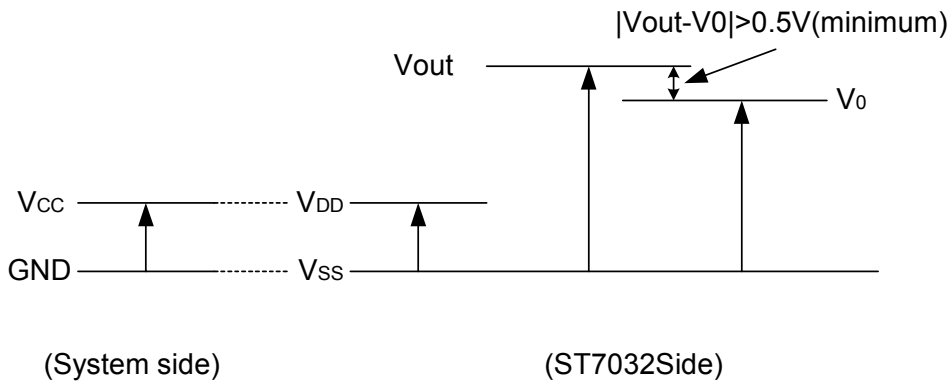 |Vout-V0|>0.5V(minimum)
Vout
V0
VCC
VDD
GND
VSS
(System side)
(ST7032Side)